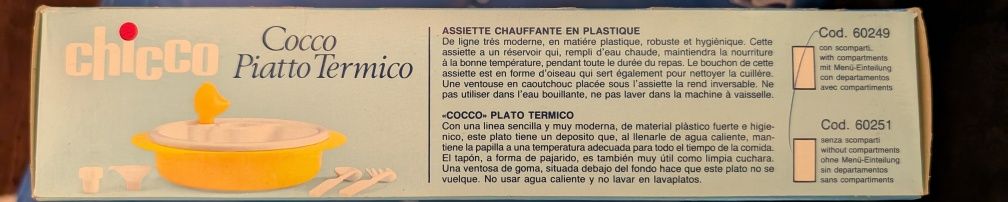 chicco
Cocco
Piatto Termico
ASSIETTE CHAUFFANTE EN PLASTIQUE
De ligne très moderne, en matière plastique, robuste et hygiènique. Cette
assiette a un réservoir qui, rempli d'eau chaude, maintiendra la nourriture
à la bonne température, pendant toute le durée du repas. Le bouchon de cette
assiette est en forme d'oiseau qui sert également pour nettoyer la cuillère.
Une ventouse en caoutchouc placée sous l'assiette la rend inversable. Ne
pas utiliser dans l'eau bouillante, ne pas laver dans la machine à vaisselle.
«COCCO» PLATO TERMICO
Con una linea sencilla y muy moderna, de material plàstico fuerte e higie-
nico, este plato tiene un deposito que, al llenarle de agua caliente, man-
tiene la papilla a una temperatura adecuada para todo el tiempo de la comida.
El tapón, a forma de pajarido, es también muy útil como limpia cuchara.
Una ventosa de goma, situada debajo del fondo hace que este plato no se
vuelque. No usar agua caliente y no lavar en lavaplatos.
Cod. 60249
con scomparti.
with compartments
mit Menü-Einteilung
con departamentos
avec compartiments
Cod. 60251
senza scomparti
without compartments
ohne Menü-Einteilung
sin departamentos
sans compartiments